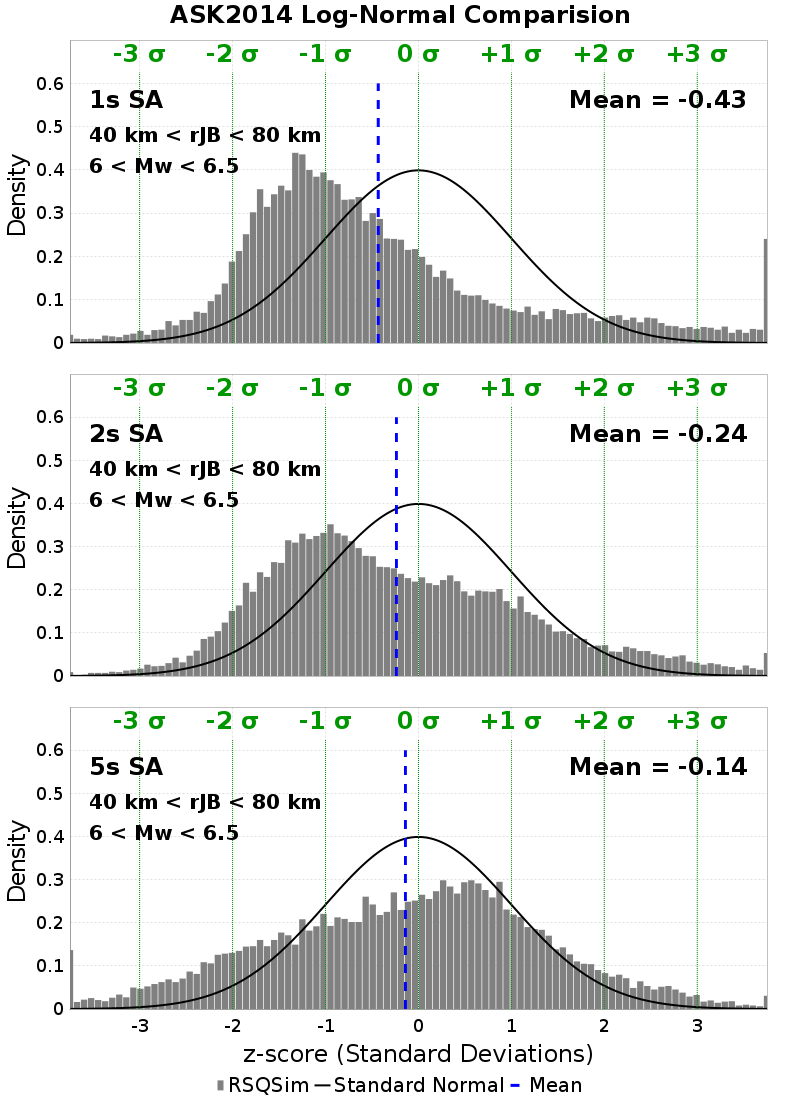 ASK2014 Log-Normal Comparision
-3 σ -2 σ -1 σ 0 σ +1 σ +2 σ +3 σ
1s SA Mean = -0.43
40 km < rJB < 80 km
6 < Mw < 6.5
0.6
0.5
0.4
0.3
0.2
0.1
0
Density
-3 σ -2 σ -1 σ 0 σ +1 σ +2 σ +3 σ
2s SA Mean = -0.24
40 km < rJB < 80 km
6 < Mw < 6.5
0.6
0.5
0.4
0.3
0.2
0.1
0
Density
-3 σ -2 σ -1 σ 0 σ +1 σ +2 σ +3 σ
5s SA Mean = -0.14
40 km < rJB < 80 km
6 < Mw < 6.5
0.6
0.5
0.4
0.3
0.2
0.1
0
Density
-3 -2 -1 0 1 2 3
z-score (Standard Deviations)
RSQSim Standard Normal Mean